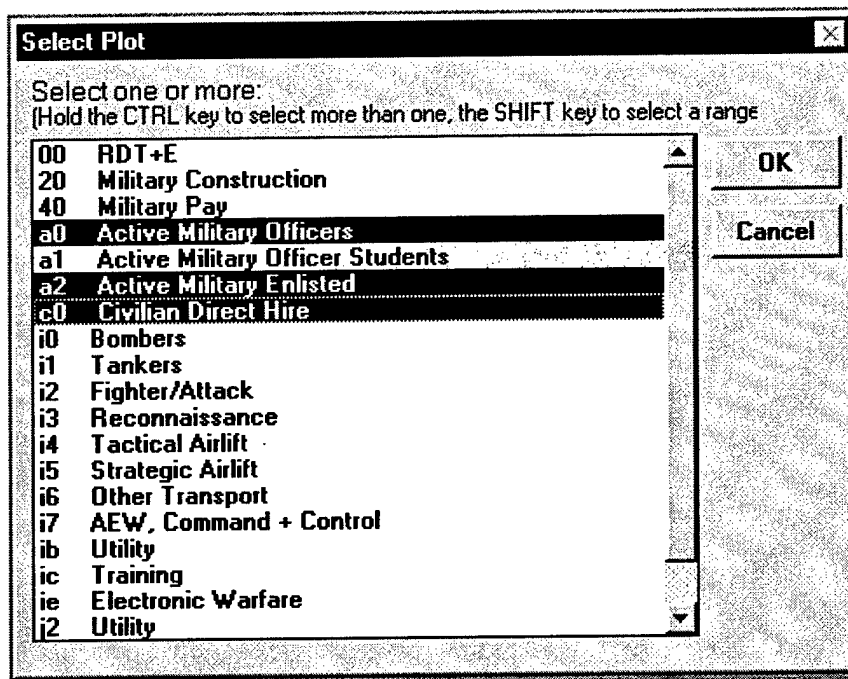 Select Plot
Select one or more:
(Hold the CTRL key to select more than one, the SHIFT key to select a range
00 RDT+E
20 Military Construction
40 Military Pay
a0 Active Military Officers
a1 Active Military Officer Students
a2 Active Military Enlisted
c0 Civilian Direct Hire
i0 Bombers
i1 Tankers
i2 Fighter/Attack
i3 Reconnaissance
i4 Tactical Airlift
i5 Strategic Airlift
i6 Other Transport
i7 AEW, Command + Control
ib Utility
ic Training
ie Electronic Warfare
j2 Utility
OK
Cancel